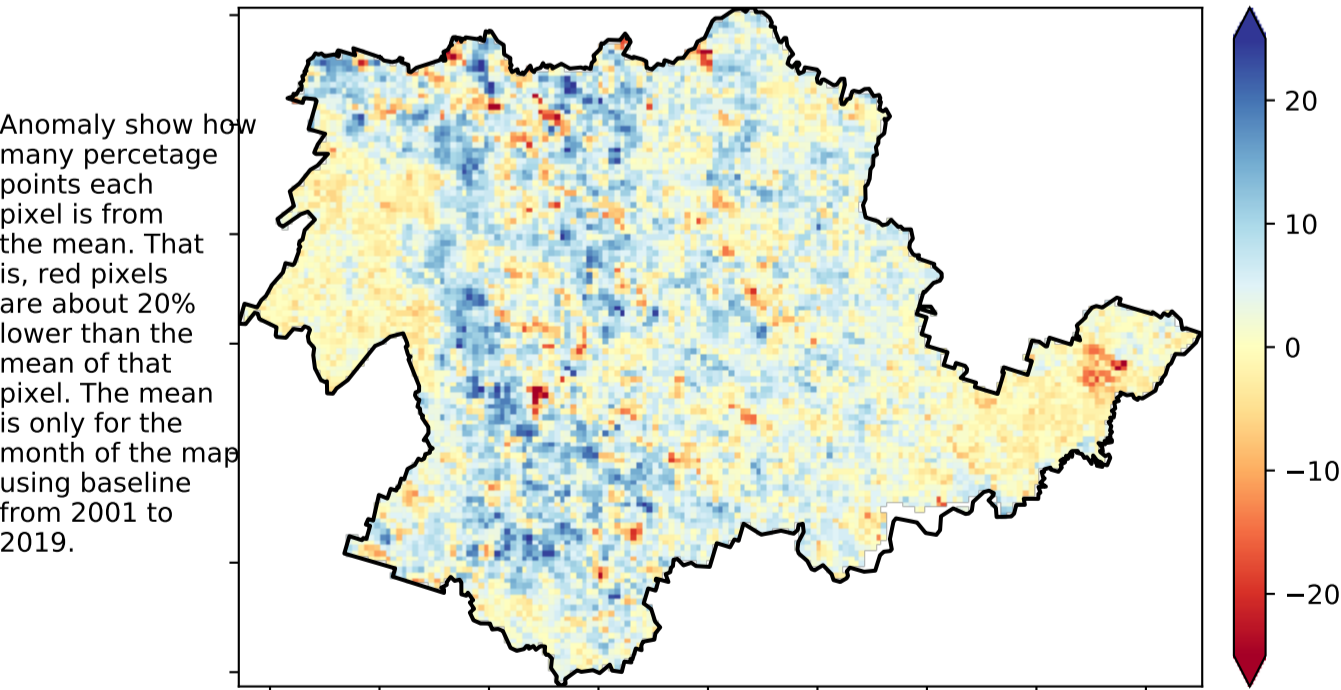 Anomaly show how
many percetage
points each
pixel is from
the mean. That
is, red pixels
are about 20%
lower than the
mean of that
pixel. The mean
is only for the
month of the map
using baseline
from 2001 to
2019.
20
10
0
−10
−20